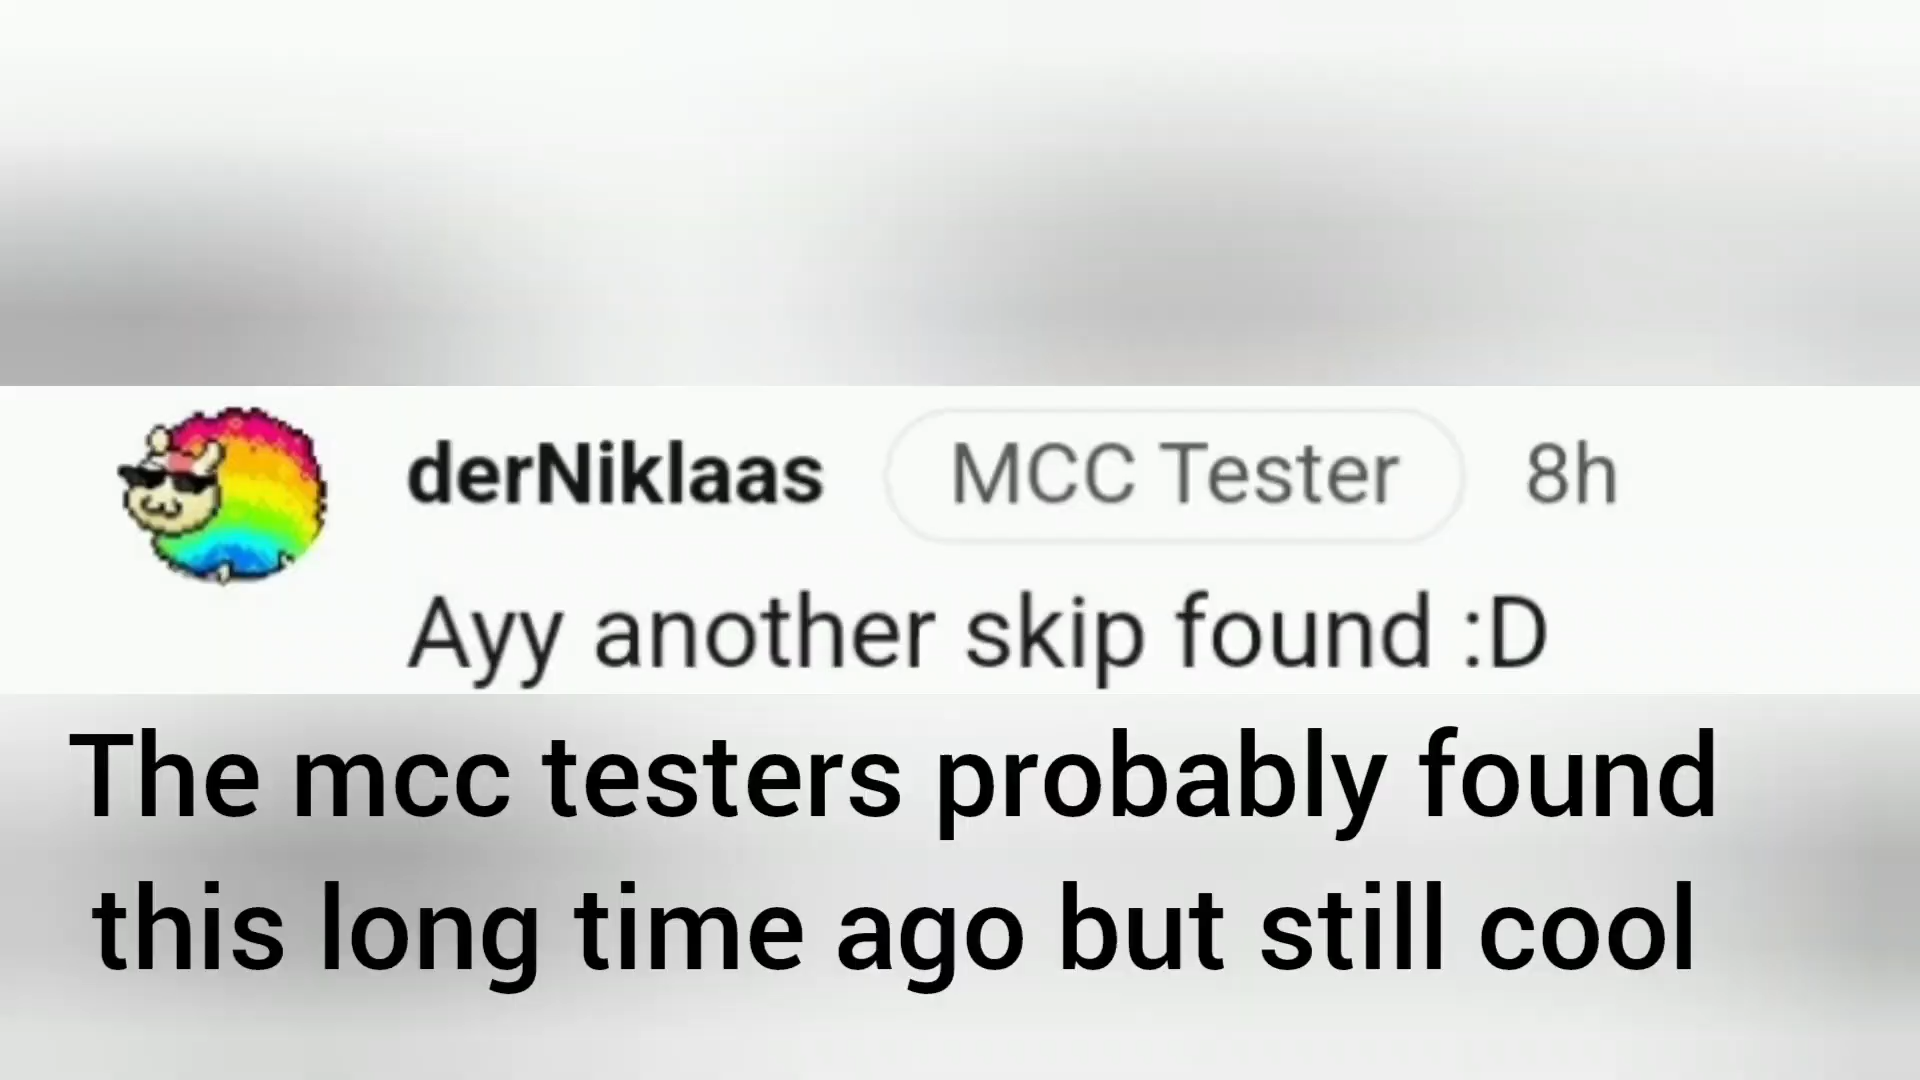 derNiklaas MCC Tester 8h
Ayy another skip found :D
The mcc testers probably found
this long time ago but still cool